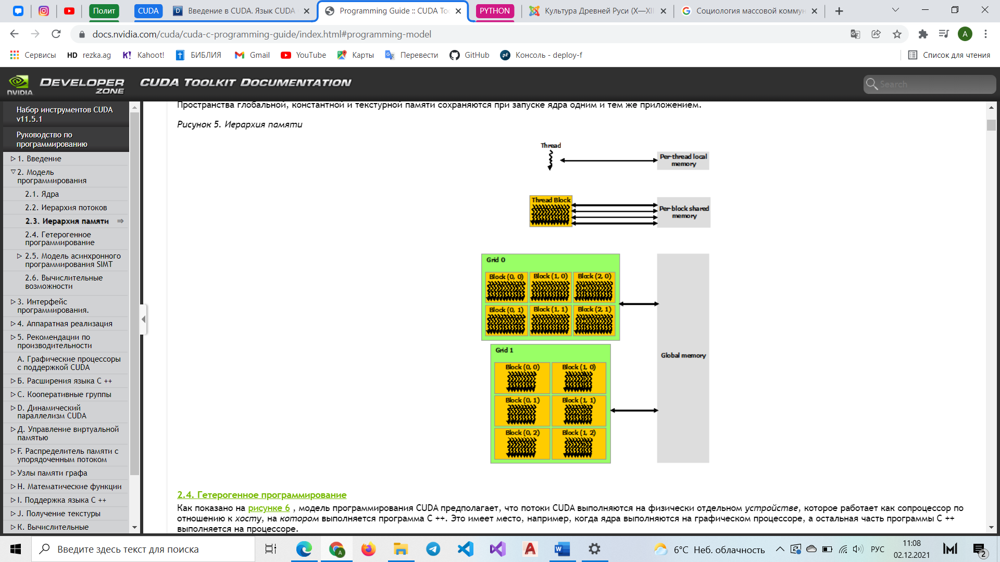 Полит
CUDA
Введение в CUDA. Язык CUDA
Programming Guide :: CUDA Too
PYTHON
Культура Древней Руси (X—XII
Социология массовой коммун
docs.nvidia.com/cuda/cuda-c-programming-guide/index.html#programming-model
A
Сервисы
HD rezka.ag
K! Kahoot!
БИБЛИЯ
Gmail
YouTube
Карты
Перевести
GitHub
Консоль - deploy-f
Список для чтения
NVIDIA
DEVELOPER
ZONE
CUDA TOOLKIT DOCUMENTATION
Search
Набор инструментов CUDA
v11.5.1
Руководство по
программированию
1. Введение
2. Модель
программирования
2.1. Ядра
2.2. Иерархия потоков
2.3. Иерархия памяти
2.4. Гетерогенное
программирование
2.5. Модель асинхронного
программирования SIMT
2.6. Вычислительные
возможности
3. Интерфейс
программирования.
4. Аппаратная реализация
5. Рекомендации по
производительности
А. Графические процессоры
с поддержкой CUDA
Б. Расширения языка C ++
C. Кооперативные группы
D. Динамический
параллелизм CUDA
Д. Управление виртуальной
памятью
F. Распределитель памяти с
упорядоченным потоком
Узлы памяти графа
H. Математические функции
I. Поддержка языка C ++
J. Получение текстуры
К. Вычислительные
Пространства глобальной, константной и текстурной памяти сохраняются при запуске ядра одним и тем же приложением.
Рисунок 5. Иерархия памяти
Thread
Per-thread local
memory
Thread Block
Per-block shared
memory
Grid 0
Block (0, 0) Block (1, 0) Block (2, 0)
Block (0, 1) Block (1, 1) Block (2, 1)
Grid 1
Block (0, 0) Block (1, 0)
Block (0, 1) Block (1, 1)
Block (0, 2) Block (1, 2)
Global memory
2.4. Гетерогенное программирование
Как показано на рисунке 6 , модель программирования CUDA предполагает, что потоки CUDA выполняются на физически отдельном устройстве, которое работает как сопроцессор по
отношению к хосту, на котором выполняется программа C ++. Это имеет место, например, когда ядра выполняются на графическом процессоре, а остальная часть программы C ++
выполняется на процессоре.
Введите здесь текст для поиска
6°C Неб. облачность
РУС
11:08
02.12.2021
2